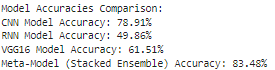 Model Accuracies Comparison:
CNN Model Accuracy: 78.91%
RNN Model Accuracy: 49.86%
VGG16 Model Accuracy: 61.51%
Meta-Model (Stacked Ensemble) Accuracy: 83.48%